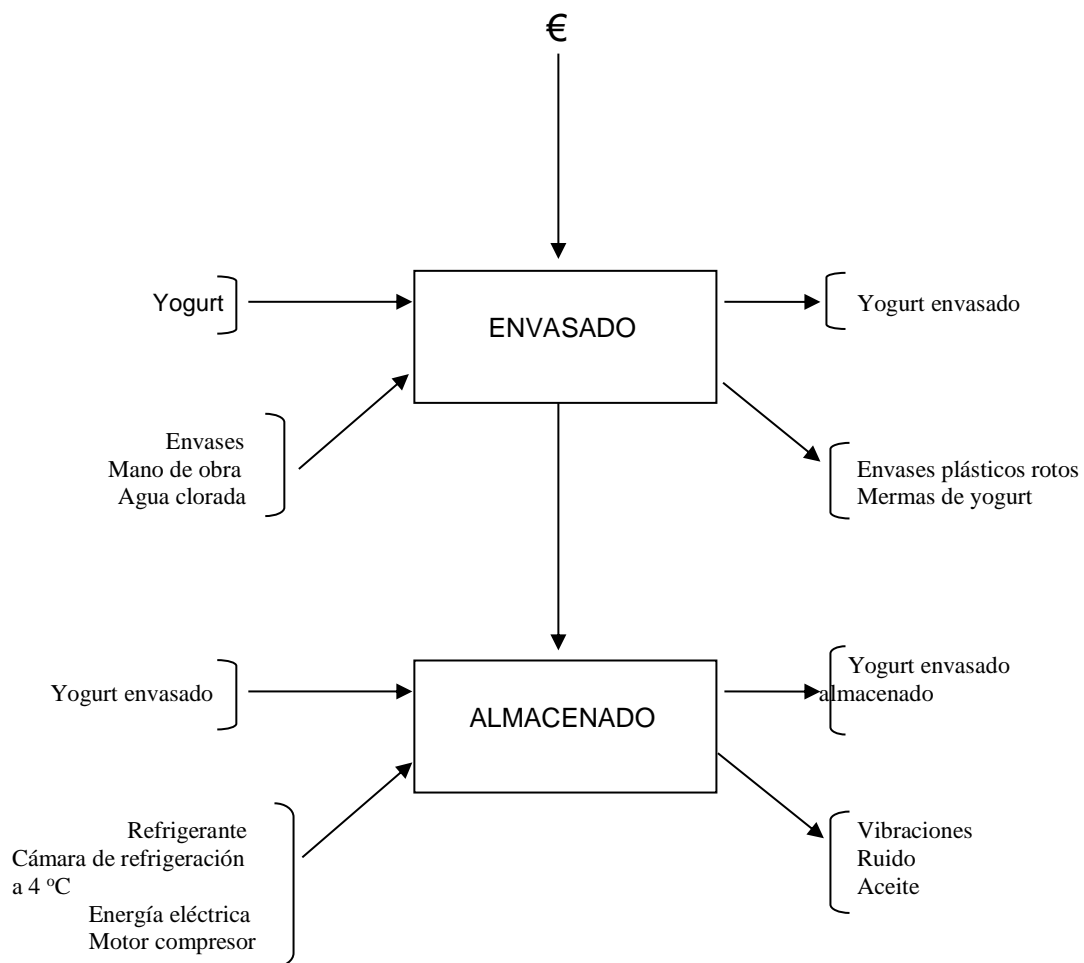 €
Yogurt
ENVASADO
Yogurt envasado
Envases
Mano de obra
Agua clorada
Envases plásticos rotos
Mermas de yogurt
Yogurt envasado
ALMACENADO
Yogurt envasado
almacenado
Refrigerante
Cámara de refrigeración
a 4 ºC
Energía eléctrica
Motor compresor
Vibraciones
Ruido
Aceite